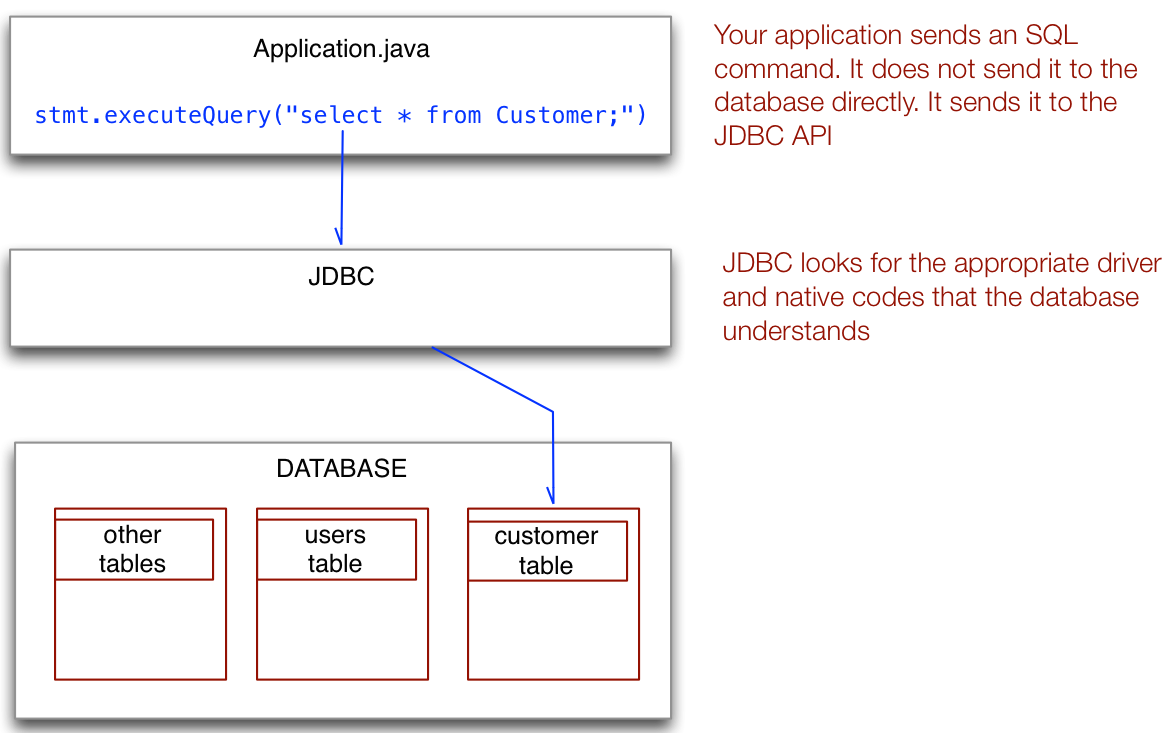 Application.java
stmt.executeQuery("select * from Customer;")
Your application sends an SQL
command. It does not send it to the
database directly. It sends it to the
JDBC API
JDBC
JDBC looks for the appropriate driver
and native codes that the database
understands
DATABASE
other
tables
users
table
customer
table